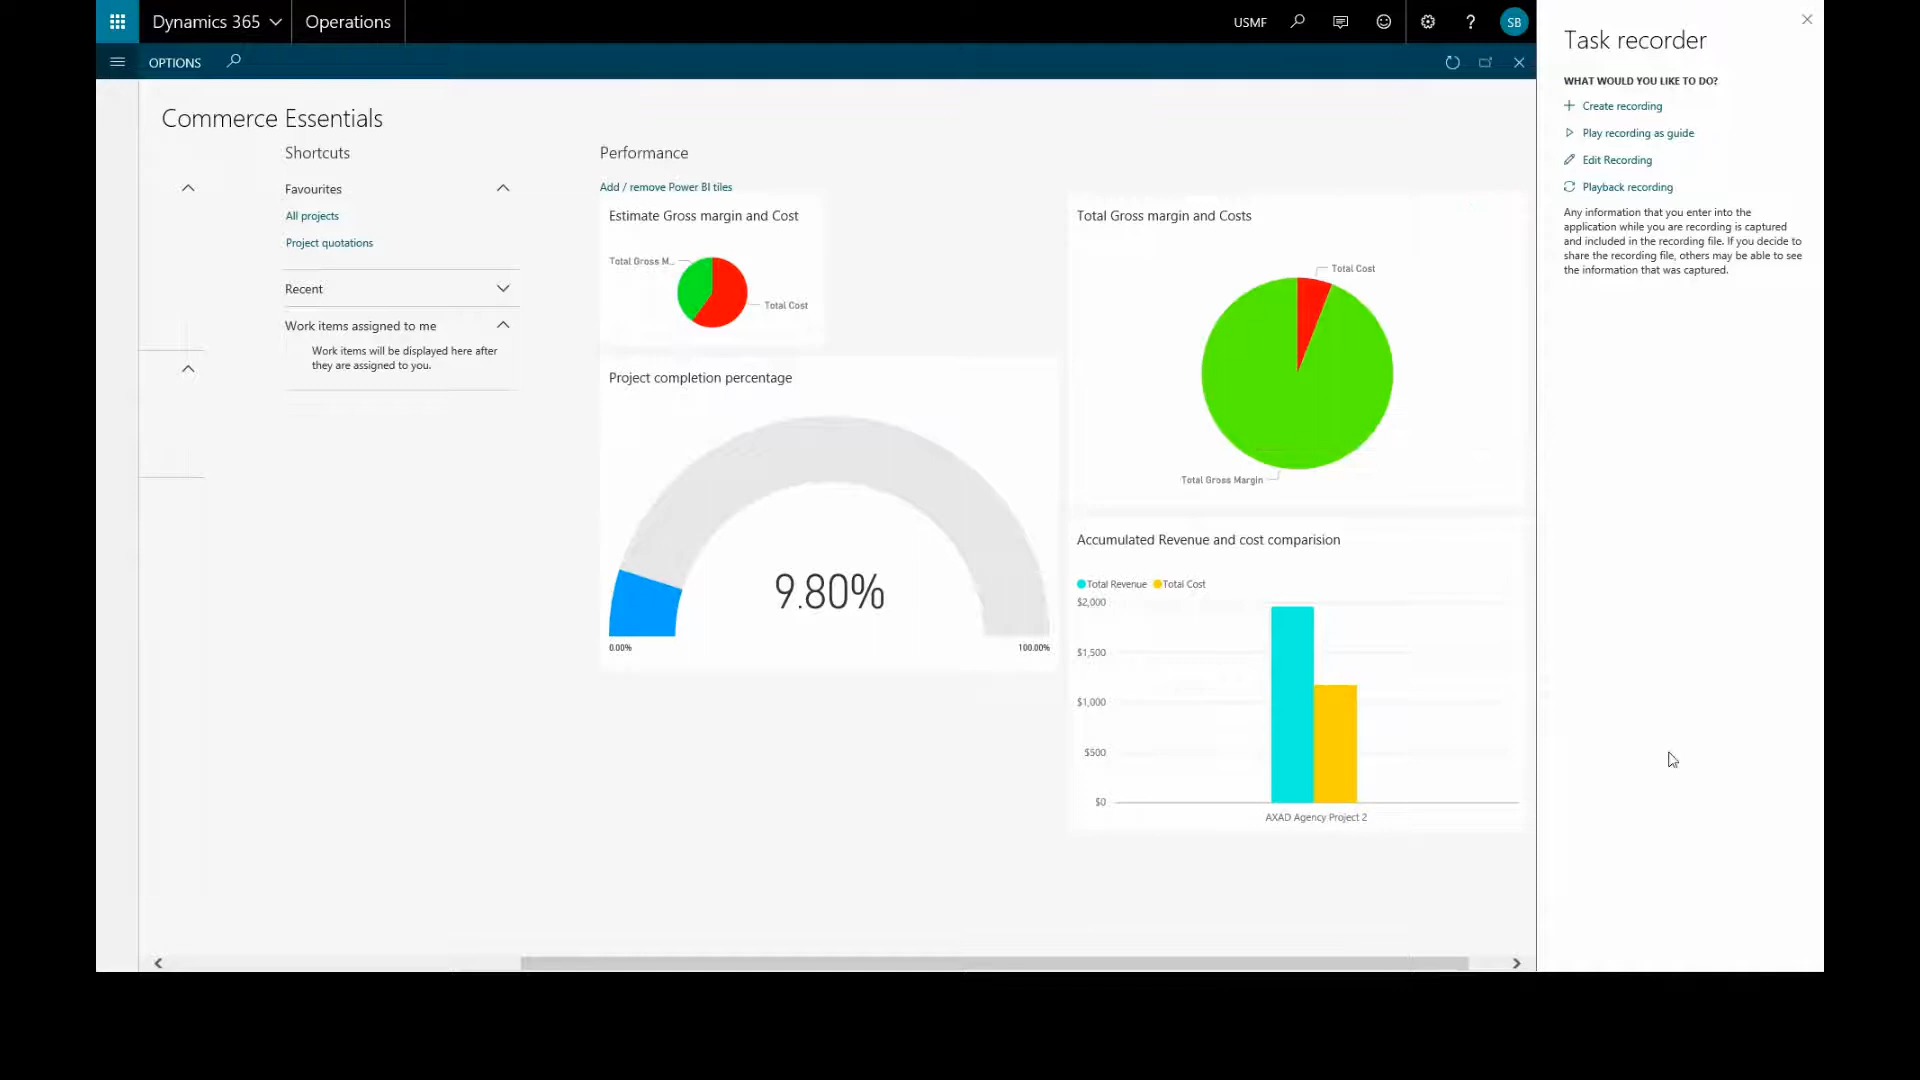 Dynamics 365
Operations
USMF
?
SB
OPTIONS
Commerce Essentials
Shortcuts
Favourites
All projects
Project quotations
Recent
Work items assigned to me
Work items will be displayed here after
they are assigned to you.
Performance
Add / remove Power BI tiles
Estimate Gross margin and Cost
Total Gross M...
Total Cost
Project completion percentage
9.80%
0.00%
100.00%
Total Gross margin and Costs
Total Cost
Total Gross Margin
Accumulated Revenue and cost comparision
Total Revenue Total Cost
$2,000
$1,500
$1,000
$500
$0
AXAD Agency Project 2
Task recorder
WHAT WOULD YOU LIKE TO DO?
Create recording
Play recording as guide
Edit Recording
Playback recording
Any information that you enter into the
application while you are recording is captured
and included in the recording file. If you decide to
share the recording file, others may be able to see
the information that was captured.